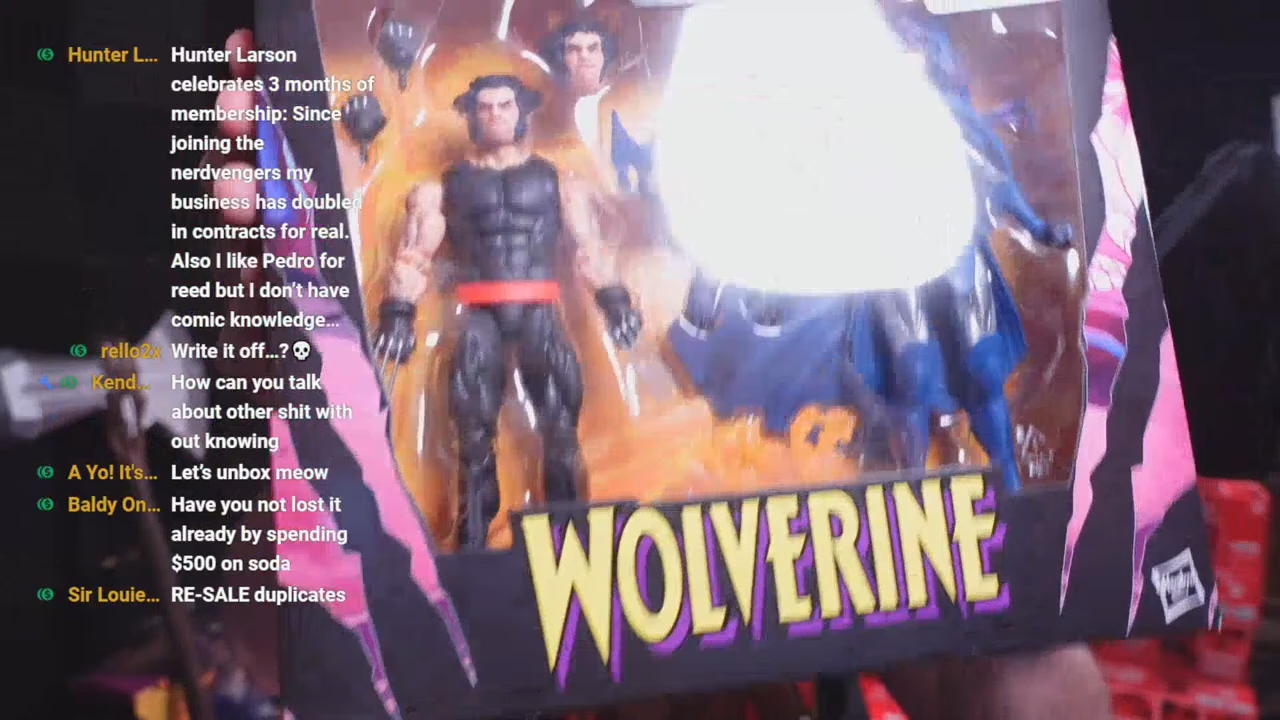 Hunter L... Hunter Larson
celebrates 3 months of
membership: Since
joining the
nerdvengers my
business has doubled
in contracts for real.
Also I like Pedro for
reed but I don't have
comic knowledge...
rello2x Write it off...?💀
Kend... How can you talk
about other shit with
out knowing
A Yo! It's... Let's unbox meow
Baldy On... Have you not lost it
already by spending
$500 on soda
Sir Louie... RE-SALE duplicates
WOLVERINE
Hasbro